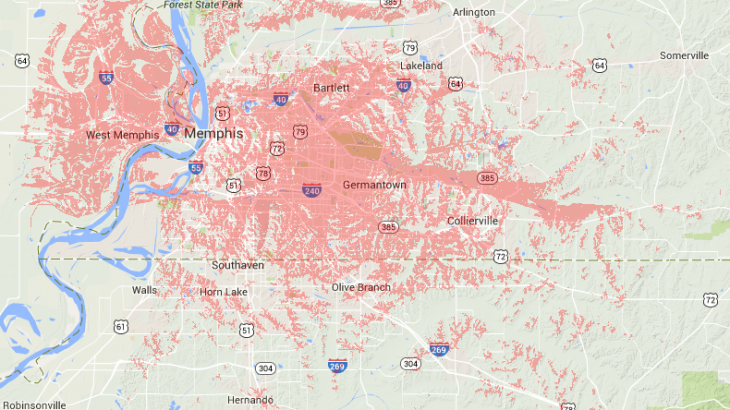 Forest State Park
385
Arlington
79
64
Somerville
64
Lakeland
55
64
Bartlett
40
40
51
79
West Memphis
40
Memphis
72
55
78
385
51
240
Germantown
385
Collierville
72
Southaven
Walls
Horn Lake
Olive Branch
72
61
51
269
304
304
269
Hernando
Robinsonville
78